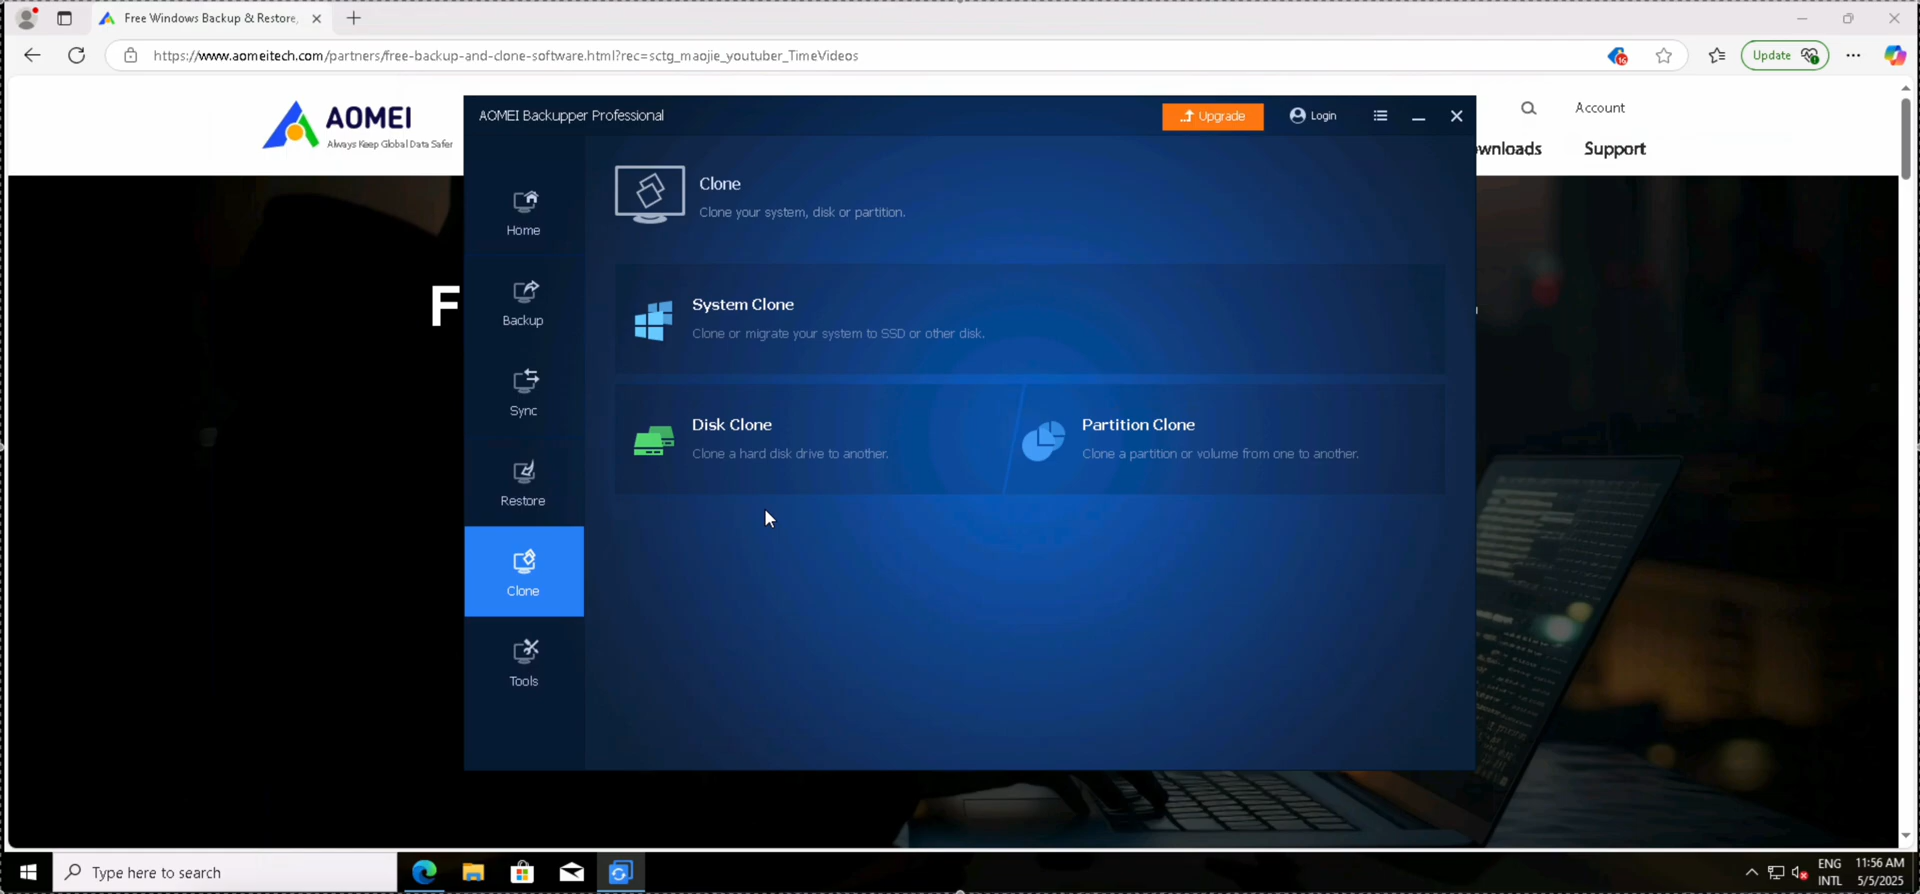 Free Windows Backup & Restore,
https://www.aomeitech.com/partners/free-backup-and-clone-software.html?rec=sctg_maojie_youtuber_TimeVideos
16
Update
AOMEI
Always Keep Global Data Safer
Account
wnloads
Support
F
AOMEI Backupper Professional
Upgrade
Login
Home
Backup
Sync
Restore
Clone
Tools
Clone
Clone your system, disk or partition.
System Clone
Clone or migrate your system to SSD or other disk.
Disk Clone
Clone a hard disk drive to another.
Partition Clone
Clone a partition or volume from one to another.
Type here to search
ENG
INTL
11:56 AM
5/5/2025